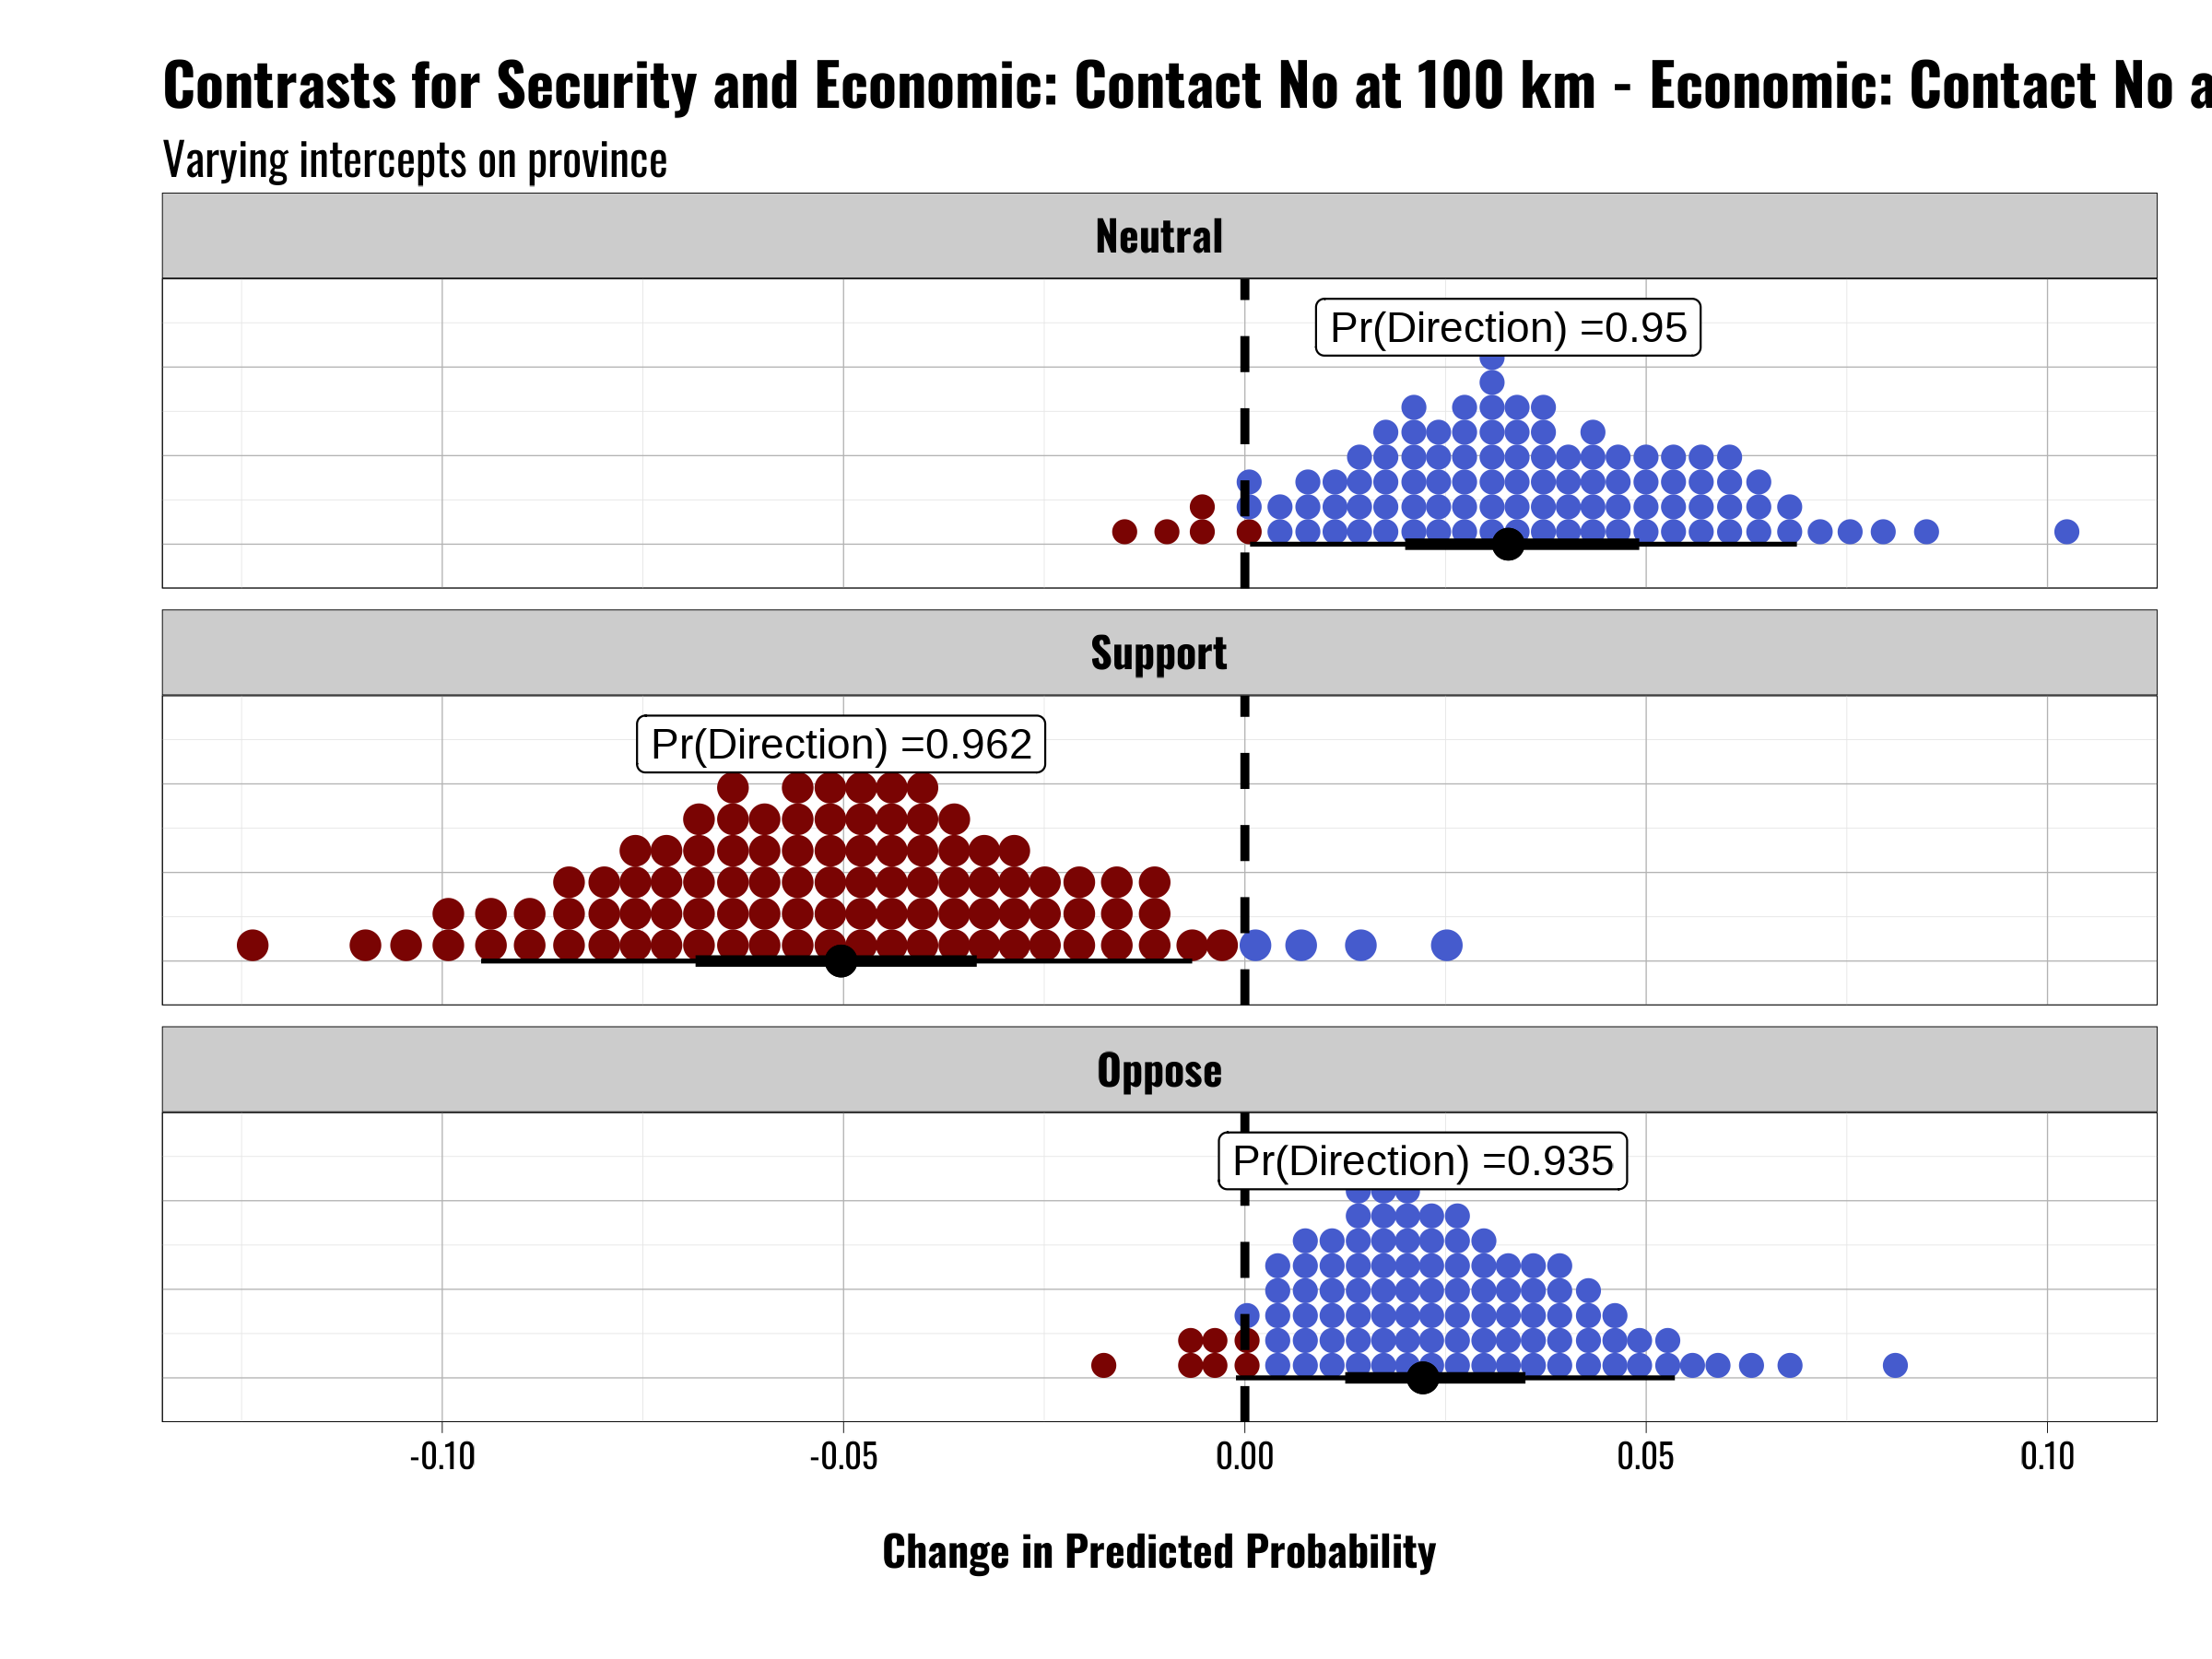 Contrasts for Security and Economic: Contact No at 100 km - Economic: Contact No a
Varying intercepts on province
Neutral
Pr(Direction) =0.95
Support
Pr(Direction) =0.962
Oppose
Pr(Direction) =0.935
-0.10 -0.05 0.00 0.05 0.10
Change in Predicted Probability